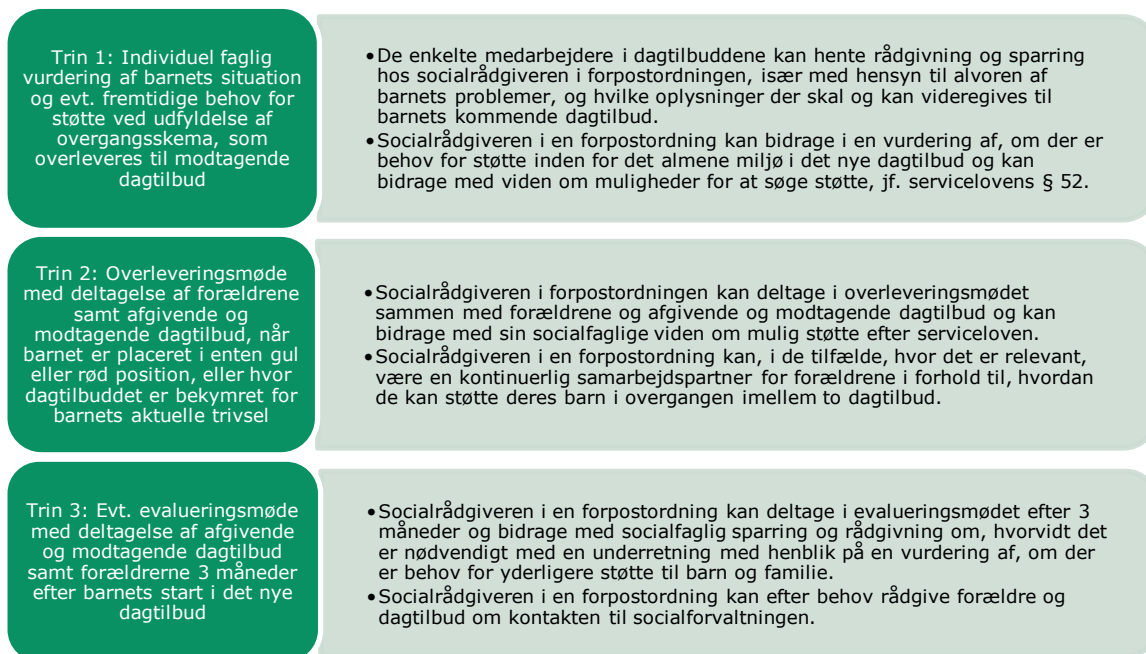 Trin 1: Individuel faglig
vurdering af barnets situation
og evt. fremtidige behov for
støtte ved udfyldelse af
overgangsskema, som
overleveres til modtagende
dagtilbud
•De enkelte medarbejdere i dagtilbuddene kan hente rådgivning og sparring
hos socialrådgiveren i forpostordningen, især med hensyn til alvoren af
barnets problemer, og hvilke oplysninger der skal og kan videregives til
barnets kommende dagtilbud.
•Socialrådgiveren i en forpostordning kan bidrage i en vurdering af, om der er
behov for støtte inden for det almene miljø i det nye dagtilbud og kan
bidrage med viden om muligheder for at søge støtte, jf. servicelovens § 52.
Trin 2: Overleveringsmøde
med deltagelse af forældrene
samt afgivende og
modtagende dagtilbud, når
barnet er placeret i enten gul
eller rød position, eller hvor
dagtilbuddet er bekymret for
barnets aktuelle trivsel
•Socialrådgiveren i forpostordningen kan deltage i overleveringsmødet
sammen med forældrene og afgivende og modtagende dagtilbud og kan
bidrage med sin socialfaglige viden om mulig støtte efter serviceloven.
•Socialrådgiveren i en forpostordning kan, i de tilfælde, hvor det er relevant,
være en kontinuerlig samarbejdspartner for forældrene i forhold til, hvordan
de kan støtte deres barn i overgangen imellem to dagtilbud.
Trin 3: Evt. evalueringsmøde
med deltagelse af afgivende
og modtagende dagtilbud
samt forældrerne 3 måneder
efter barnets start i det nye
dagtilbud
•Socialrådgiveren i en forpostordning kan deltage i evalueringsmødet efter 3
måneder og bidrage med socialfaglig sparring og rådgivning om, hvorvidt det
er nødvendigt med en underretning med henblik på en vurdering af, om der
er behov for yderligere støtte til barn og familie.
•Socialrådgiveren i en forpostordning kan efter behov rådgive forældre og
dagtilbud om kontakten til socialforvaltningen.